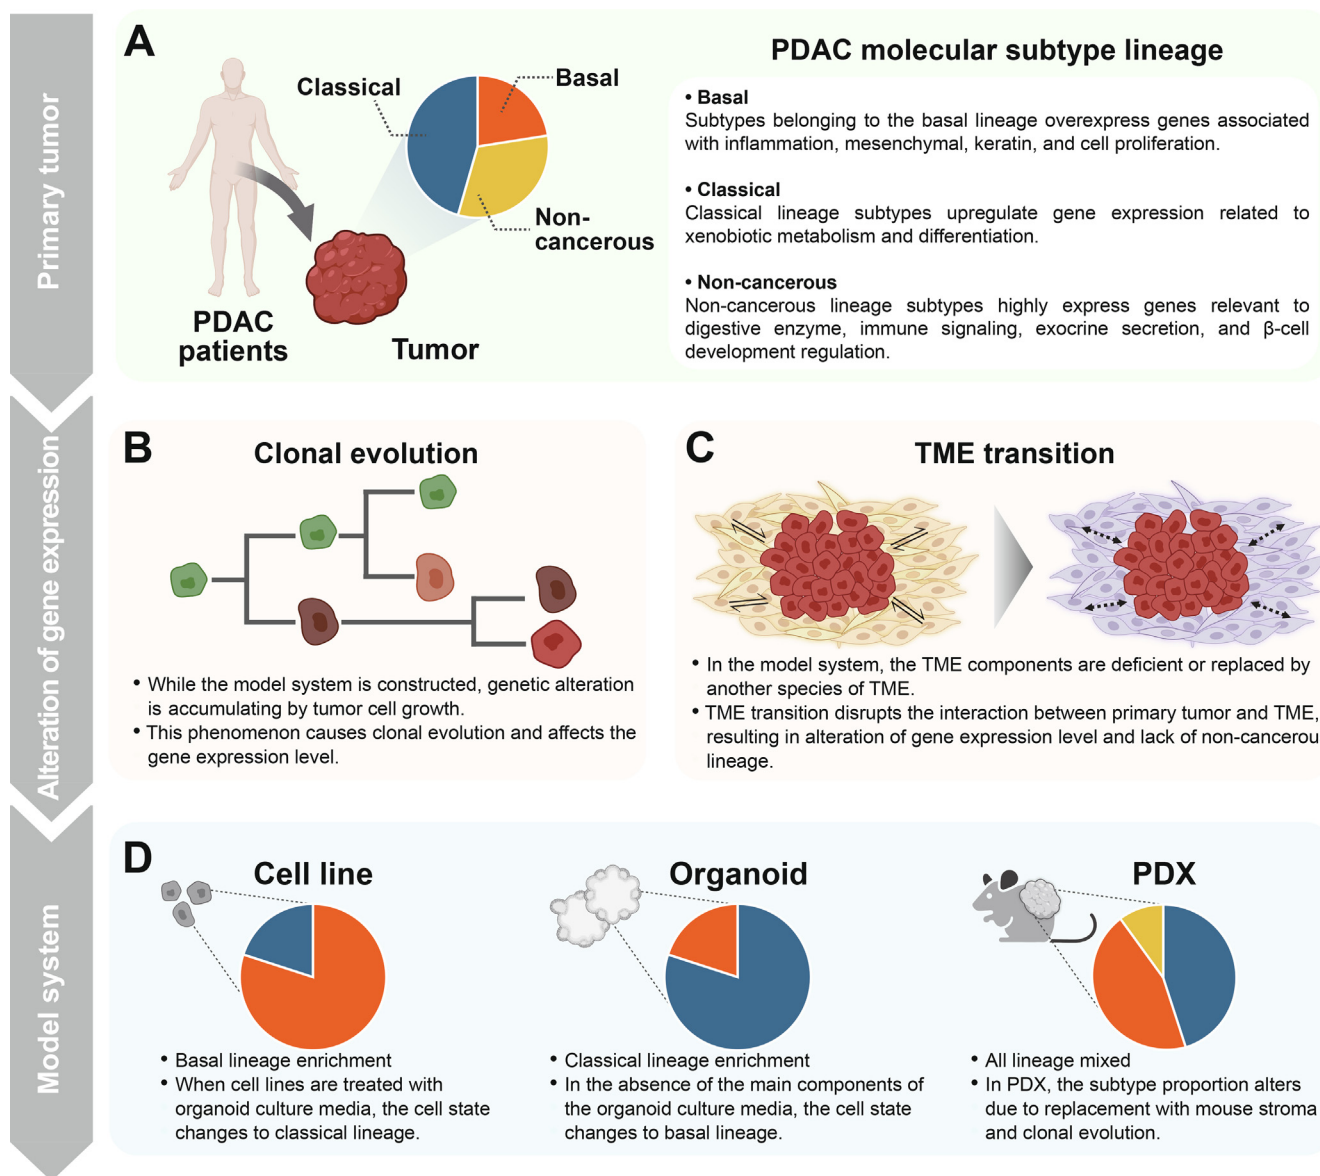 Primary tumor
A
Classical
Basal
Non-
cancerous
PDAC
patients
Tumor
PDAC molecular subtype lineage
• Basal
Subtypes belonging to the basal lineage overexpress genes associated
with inflammation, mesenchymal, keratin, and cell proliferation.
• Classical
Classical lineage subtypes upregulate gene expression related to
xenobiotic metabolism and differentiation.
• Non-cancerous
Non-cancerous lineage subtypes highly express genes relevant to
digestive enzyme, immune signaling, exocrine secretion, and β-cell
development regulation.
Alteration of gene expression
B
Clonal evolution
• While the model system is constructed, genetic alteration
is accumulating by tumor cell growth.
• This phenomenon causes clonal evolution and affects the
gene expression level.
C
TME transition
• In the model system, the TME components are deficient or replaced by
another species of TME.
• TME transition disrupts the interaction between primary tumor and TME,
resulting in alteration of gene expression level and lack of non-cancerou
lineage.
Model system
D
Cell line
• Basal lineage enrichment
• When cell lines are treated with
organoid culture media, the cell state
changes to classical lineage.
Organoid
• Classical lineage enrichment
• In the absence of the main components of
the organoid culture media, the cell state
changes to basal lineage.
PDX
• All lineage mixed
• In PDX, the subtype proportion alters
due to replacement with mouse stroma
and clonal evolution.